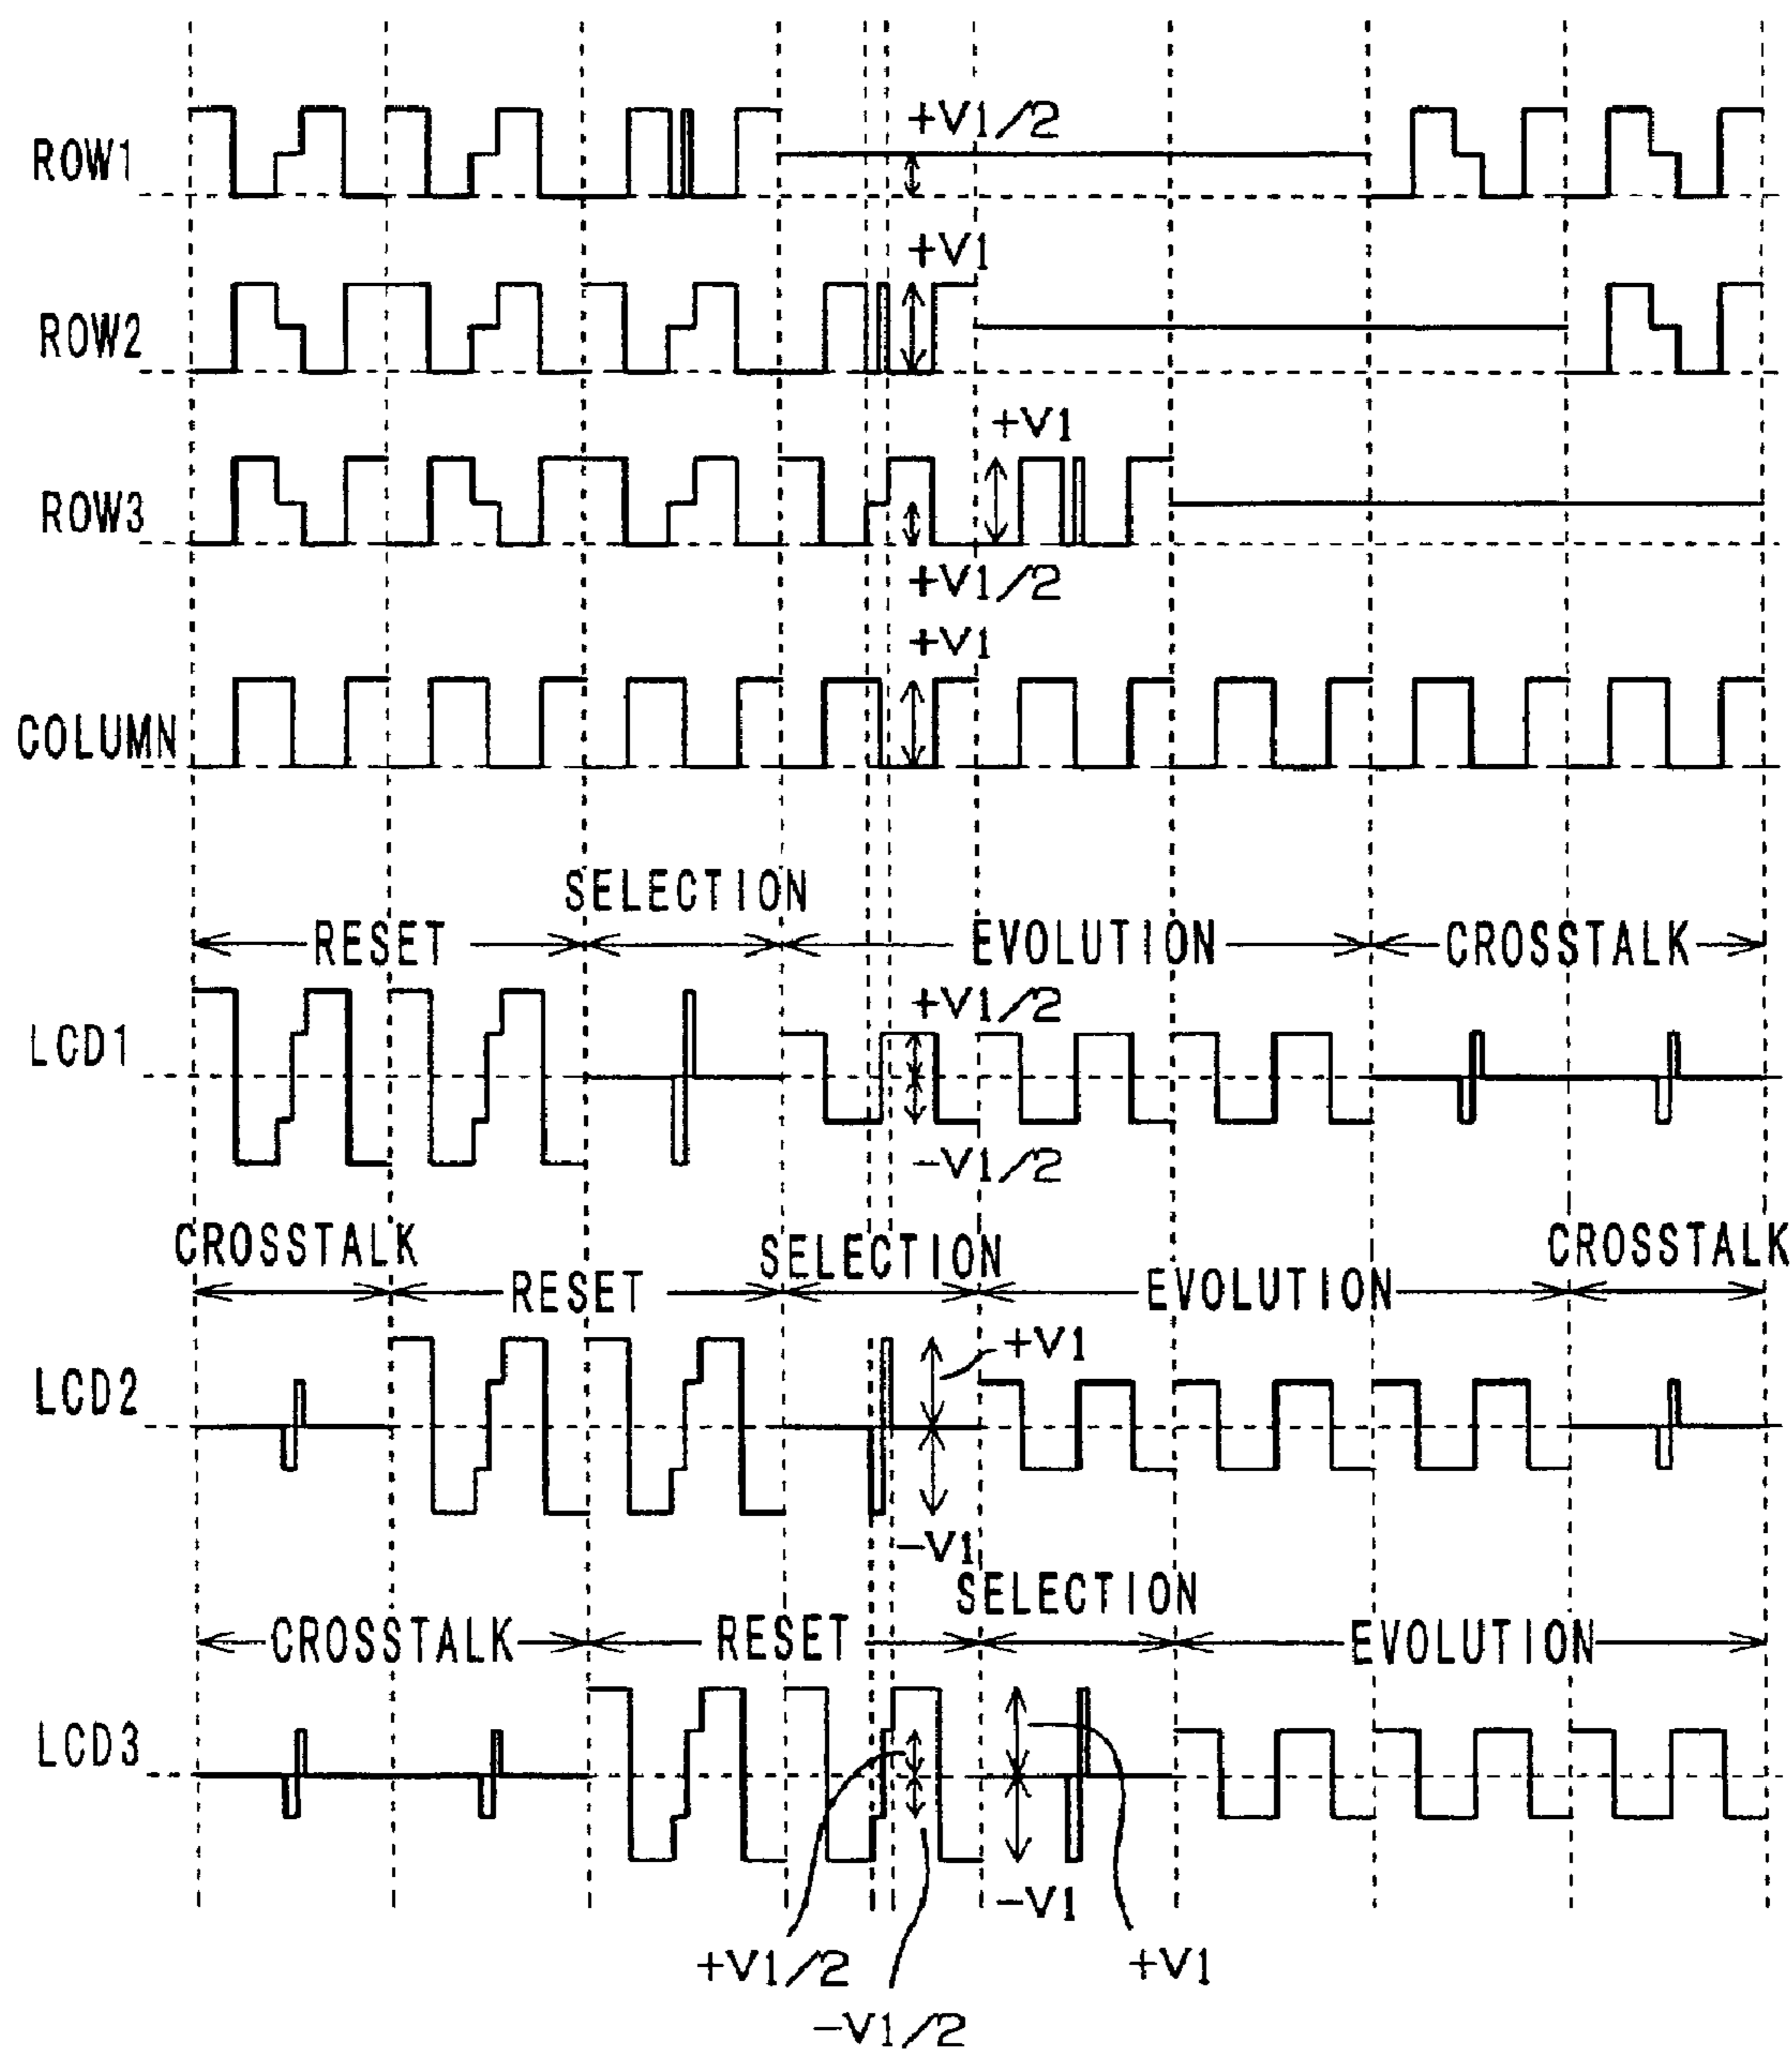 +V1/2
ROW1
+V1
ROW2
+V1
ROW3
+V1/2
+V1
COLUMN
SELECTION
RESET
EVOLUTION
CROSSTALK
+V1/2
LCD1
-V1/2
CROSSTALK
SELECTION
CROSSTALK
RESET
EVOLUTION
+V1
LCD2
-V1
SELECTION
CROSSTALK
RESET
EVOLUTION
LCD3
-V1
+V1/2
+V1
-V1/2